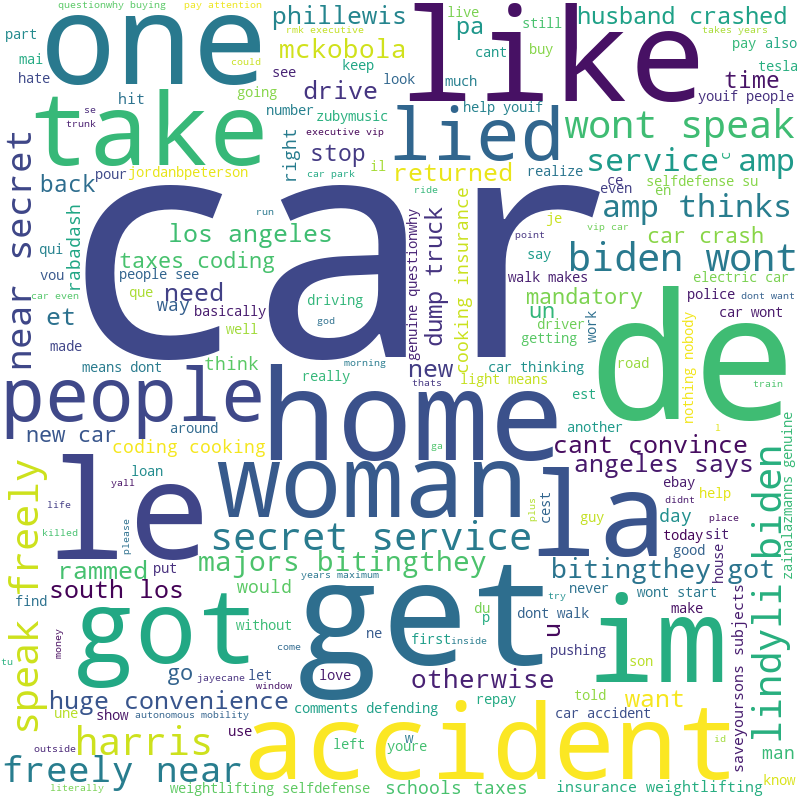 questionwhy buying
pay attention
one
like
phillewis
live
husband crashed
part
rmk executive
could
pa
still
takes years
mai
see
mckobola
cant
buy
pay also
hate
keep
look
much
tesla
going
drive
time
hit
number
help youif
youif people
se
trunk
take
zubymusic
lied
wont speak
executive vip
right
stop
service amp
pour
jordanbpeterson
car park
il
returned
realize
c
near secret
back
ride
ce
even
selfdefense su
en
car
amp thinks
rabadash
run
je
qui
los angeles
point
vip car
car crash
vou
taxes coding
say
biden wont
people see
genuine questionwhy
dump truck
cooking insurance
walk makes
electric car
que
need
mandatory
police
dont want
car even
way
driving
un
et
basically
driver
work
car wont
made
well
god
getting
de
nothing nobody
means dont
think
morning
new
car thinking
road
really
thats
light means
est
train
people
home
another
i
new car
around
cant convince
coding cooking
ga
woman
la
angeles says
le
loan
ebay
didnt
life
yall
plus
cest
guy
help
place
killed
please
secret service
day
today
sit
lindyli biden
zainalazmanns genuine
speak freely
put
majors bitingthey
good
house
rammed
bitingthey got
south los
would
years maximum
never
wont start
find
get
try
make
without
du
p
dont walk
saveyoursons subjects
got
ne
first
inside
u
im
tu
money
go
let
come
pushing
son
jayecane
love
otherwise
huge convenience
window
repay
told
want
une
show
autonomous mobility
comments defending
car accident
use
accident
harris
left
youre
w
id
man
outside
freely near
know
literally
weightlifting selfdefense
schools taxes
insurance weightlifting